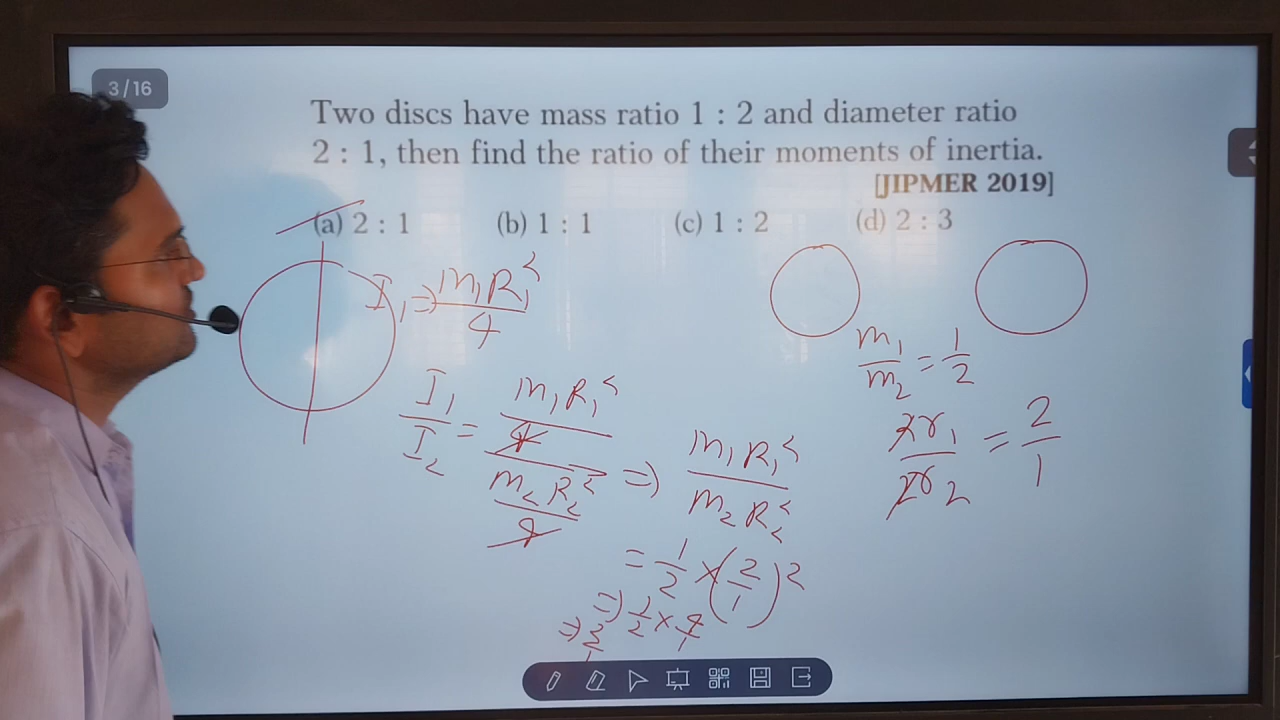 3 / 16
Two discs have mass ratio 1 : 2 and diameter ratio
2 : 1, then find the ratio of their moments of inertia.
[JIPMER 2019]
(a) 2 : 1 (b) 1 : 1 (c) 1 : 2 (d) 2 : 3
I₁ ⇒ m₁R₁²/4
m₁/m₂ = 1/2
I₁/I₂ = (m₁R₁²/4)/(m₂R₂²/4) ⇒ m₁R₁²/m₂R₂²
2r₁/2r₂ = 2/1
= 1/2 × (2/1)²
⇒ 1/2 × 4/1
⇒ 2/1